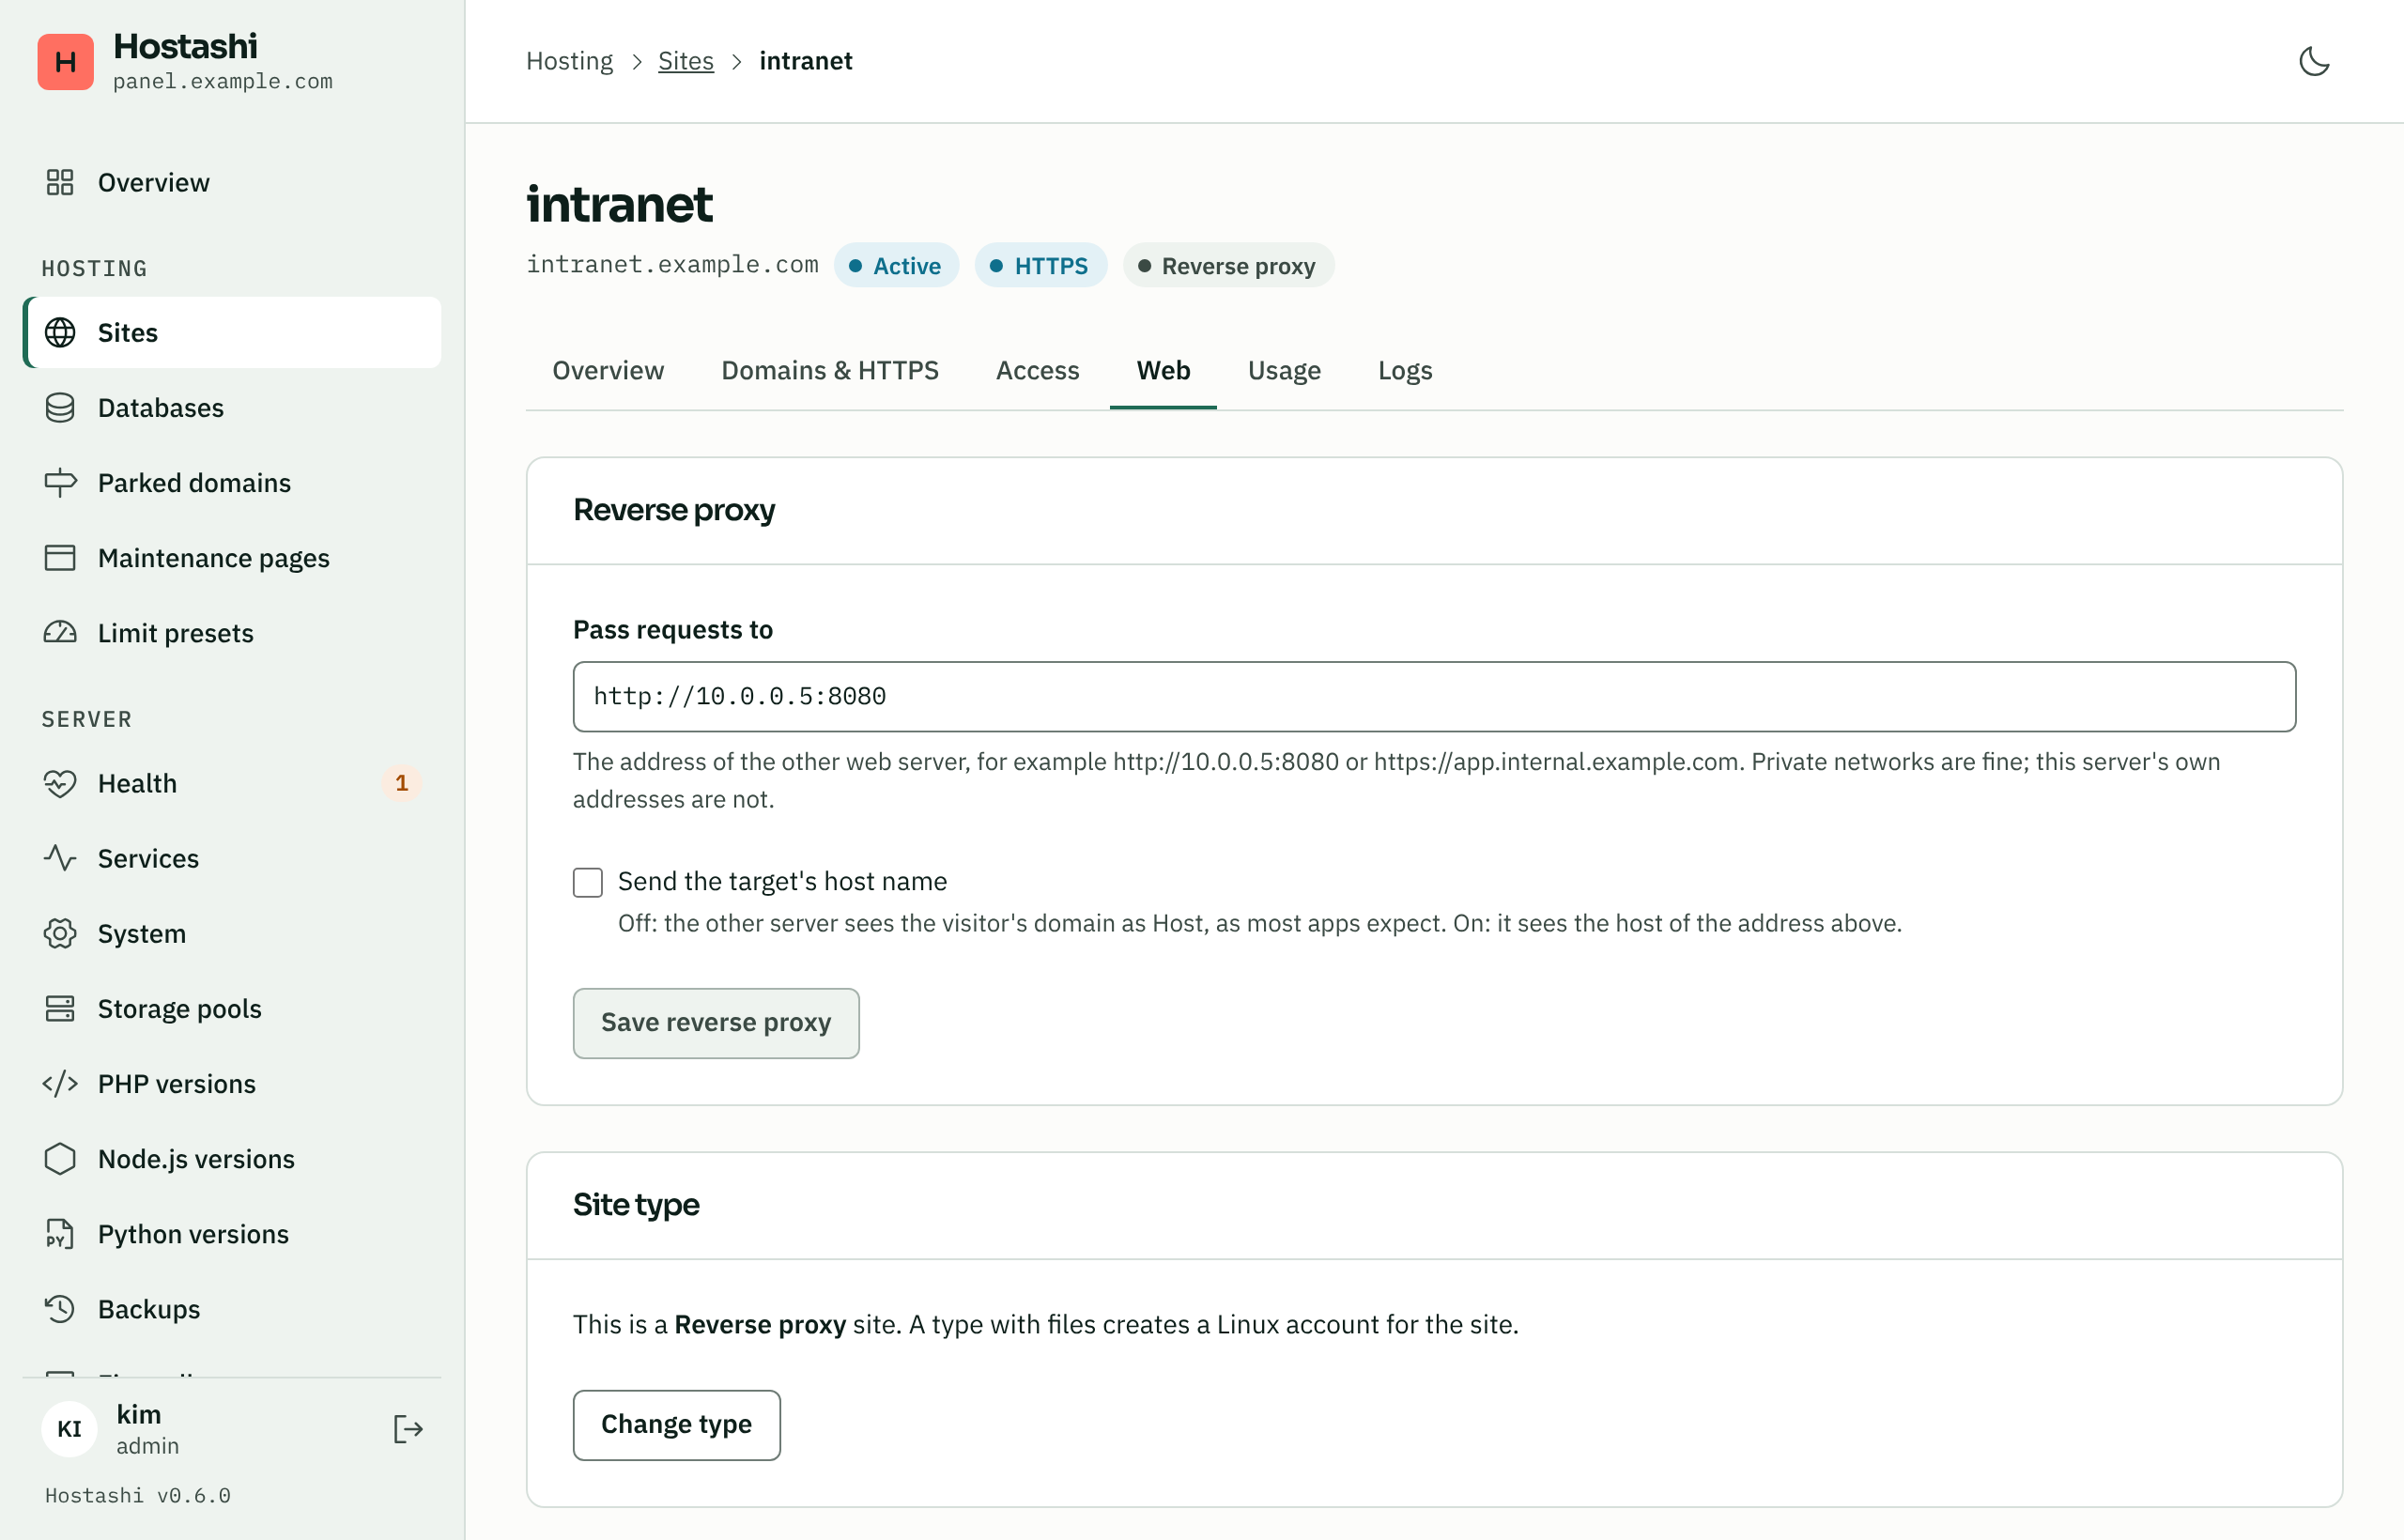 H
Hostashi
panel.example.com
Overview
HOSTING
Sites
Databases
Parked domains
Maintenance pages
Limit presets
SERVER
Health 1
Services
System
Storage pools
PHP versions
Node.js versions
PY Python versions
Backups
KI
kim
admin
Hostashi v0.6.0
Hosting > Sites > intranet
intranet
intranet.example.com Active HTTPS Reverse proxy
Overview Domains & HTTPS Access Web Usage Logs
Reverse proxy
Pass requests to
http://10.0.0.5:8080
The address of the other web server, for example http://10.0.0.5:8080 or https://app.internal.example.com. Private networks are fine; this server's own
addresses are not.
Send the target's host name
Off: the other server sees the visitor's domain as Host, as most apps expect. On: it sees the host of the address above.
Save reverse proxy
Site type
This is a Reverse proxy site. A type with files creates a Linux account for the site.
Change type